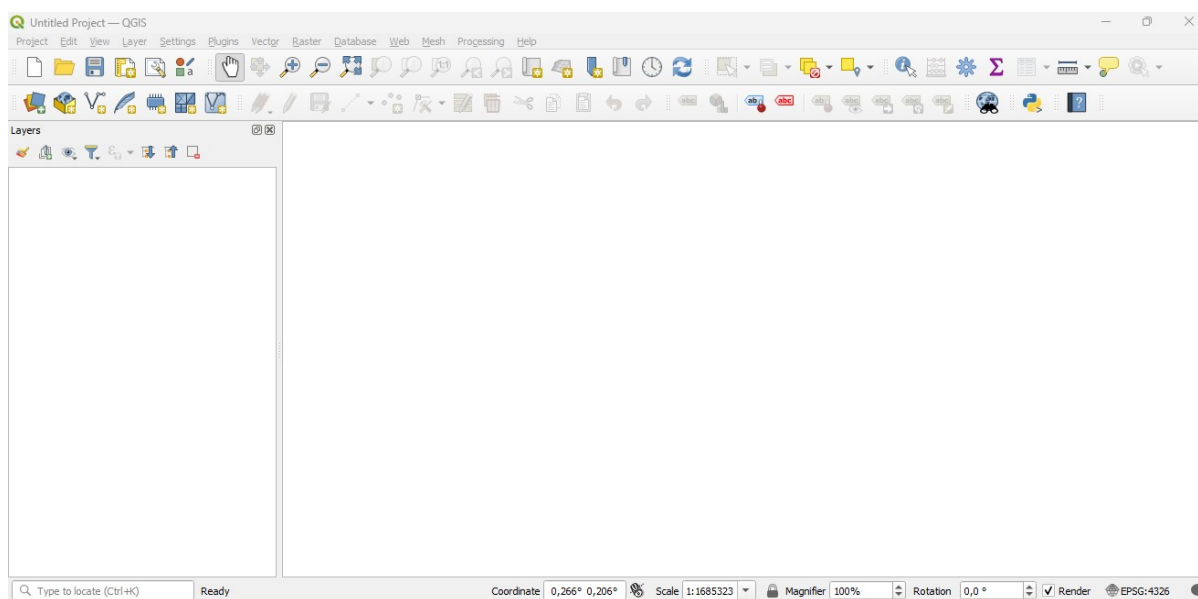 Untitled Project — QGIS
Project Edit View Layer Settings Plugins Vector Raster Database Web Mesh Processing Help
Layers
Type to locate (Ctrl+K) Ready Coordinate 0,266° 0,206° Scale 1:1685323 Magnifier 100% Rotation 0,0 ° Render EPSG:4326